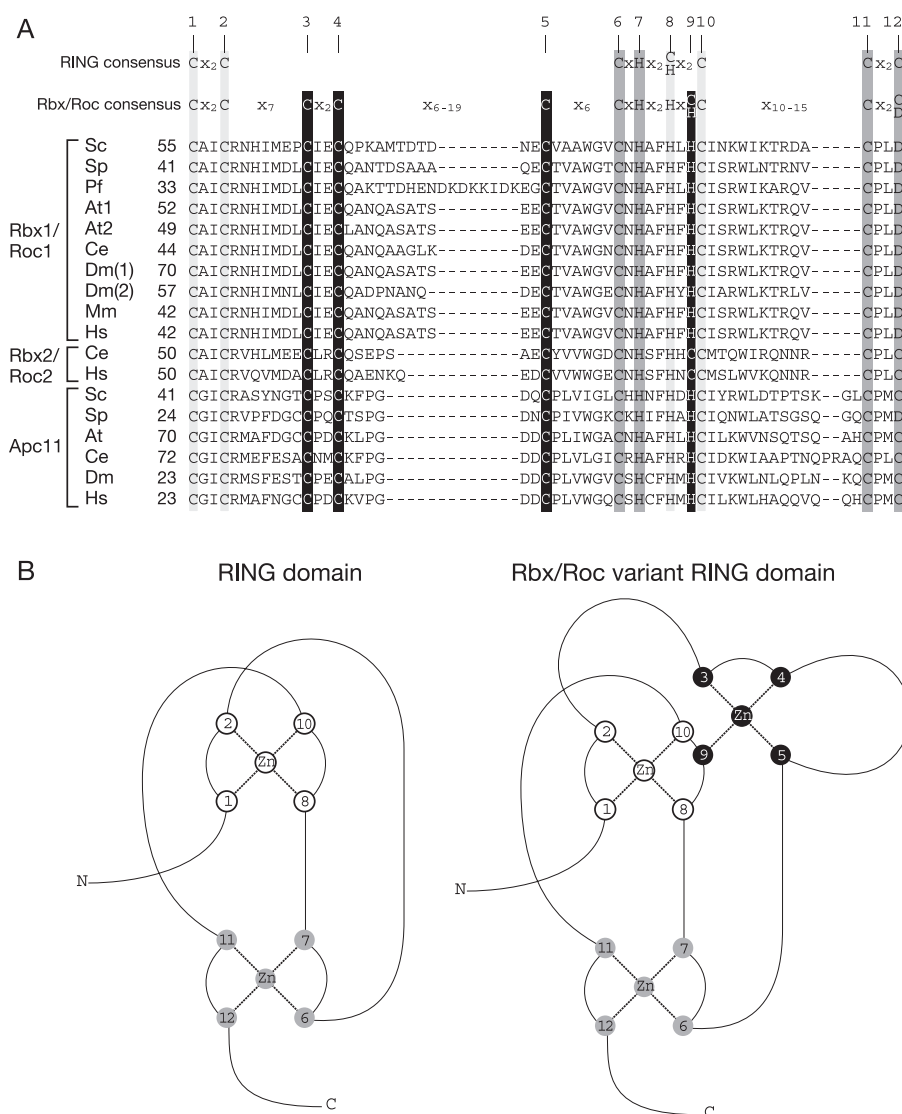 A
1 2 3 4 5 6 7 8 9 10 11 12
RING consensus C x2 C C x H x2 C/H x2 C C x2 C
Rbx/Roc consensus C x2 C x7 C x2 C x6–19 C x6 C x H x2 H x C/H C x10–15 C x2 C/D
Rbx1/Roc1
Sc 55 CAICRNHIMEPCIECQPKAMTDTD--------NECVAAWGVCNHAFHLHCINKWIKTRDA-----CPLD
Sp 41 CAICRNHIMDLCIECQANTDSAAA--------QECTVAWGTCNHAFHFHCISRWLNTRNV-----CPLD
Pf 33 CAICRNHIMDLCIECQAKTTDHENDKDKKIDKEGCTVAWGVCNHAFHLHCISRWIKARQV-----CPLD
At1 52 CAICRNHIMDLCIECQANQASATS--------EECTVAWGVCNHAFHFHCISRWLKTRQV-----CPLD
At2 49 CAICRNHIMDLCIECLANQASATS--------EECTVAWGVCNHAFHFHCISRWLKTRQV-----CPLD
Ce 44 CAICRNHIMDLCIECQANQAAGLK--------DECTVAWGNCNHAFHFHCISRWLKTRQV-----CPLD
Dm(1) 70 CAICRNHIMDLCIECQANQASATS--------EECTVAWGVCNHAFHFHCISRWLKTRQV-----CPLD
Dm(2) 57 CAICRNHIMNLCIECQADPNANQ---------DECTVAWGECNHAFHYHCIARWLKTRLV-----CPLD
Mm 42 CAICRNHIMDLCIECQANQASATS--------EECTVAWGVCNHAFHFHCISRWLKTRQV-----CPLD
Hs 42 CAICRNHIMDLCIECQANQASATS--------EECTVAWGVCNHAFHFHCISRWLKTRQV-----CPLD
Rbx2/Roc2
Ce 50 CAICRVHLMEECLRCQSEPS------------AECYVVWGDCNHSFHHCCMTQWIRQNNR-----CPLC
Hs 50 CAICRVQVMDACLRCQAENKQ-----------DECVVVWGECNHSFHNCCMSLWVKQNNR-----CPLC
Apc11
Sc 41 CGICRASYNGTCPSCKFPG-------------DQCPLVIGLCHHNFHDHCIYRWLDTPTSK--GLCPMC
Sp 24 CGICRVPFDGCCPQCTSPG-------------DNCPIVWGKCKHIFHAHCIQNWLATSGSQ--GQCPMD
At 70 CGICRMAFDGCCPDCKLPG-------------DDCPLIWGACNHAFHLHCILKWVNSQTSQ--AHCPMC
Ce 72 CGICRMEFESACNMCKFPG-------------DDCPLVLGICRHAFHRHCIKDWIAAPTNQPRAQCPLC
Dm 23 CGICRMSFESTCPECALPG-------------DDCPLVWGVCSHCFHMHCIVKWLNLQPLN--KQCPMC
Hs 23 CGICRMAFNGCCPDCKVPG-------------DDCPLVWGQCSHCFHMHCILKWLHAQQVQ--QHCPMC
B
RING domain
2 10
Zn
1 8
N
11 7
Zn
12 6
C
Rbx/Roc variant RING domain
3 4
Zn
9 5
2 10
Zn
1 8
N
11 7
Zn
12 6
C